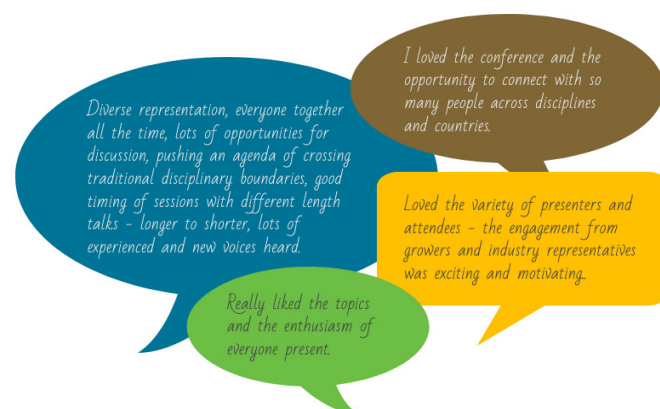 Diverse representation, everyone together
all the time, lots of opportunities for
discussion, pushing an agenda of crossing
traditional disciplinary boundaries, good
timing of sessions with different length
talks - longer to shorter, lots of
experienced and new voices heard.
I loved the conference and the
opportunity to connect with so
many people across disciplines
and countries.
Loved the variety of presenters and
attendees - the engagement from
growers and industry representatives
was exciting and motivating.
Really liked the topics
and the enthusiasm of
everyone present.